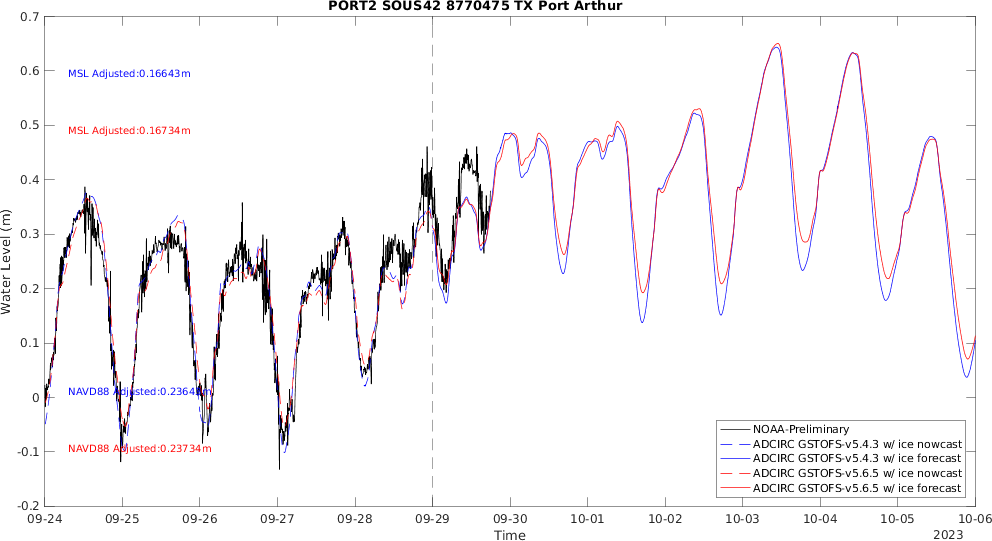 PORT2 SOUS42 8770475 TX Port Arthur
0.7
0.6
0.5
0.4
0.3
0.2
0.1
0
-0.1
-0.2
Water Level (m)
MSL Adjusted:0.16643m
MSL Adjusted:0.16734m
NAVD88 Adjusted:0.2364
NAVD88 Adjusted:0.23734m
NOAA-Preliminary
ADCIRC GSTOFS-v5.4.3 w/ ice nowcast
ADCIRC GSTOFS-v5.4.3 w/ ice forecast
ADCIRC GSTOFS-v5.6.5 w/ ice nowcast
ADCIRC GSTOFS-v5.6.5 w/ ice forecast
09-24 09-25 09-26 09-27 09-28 09-29 09-30 10-01 10-02 10-03 10-04 10-05 10-06
Time
2023